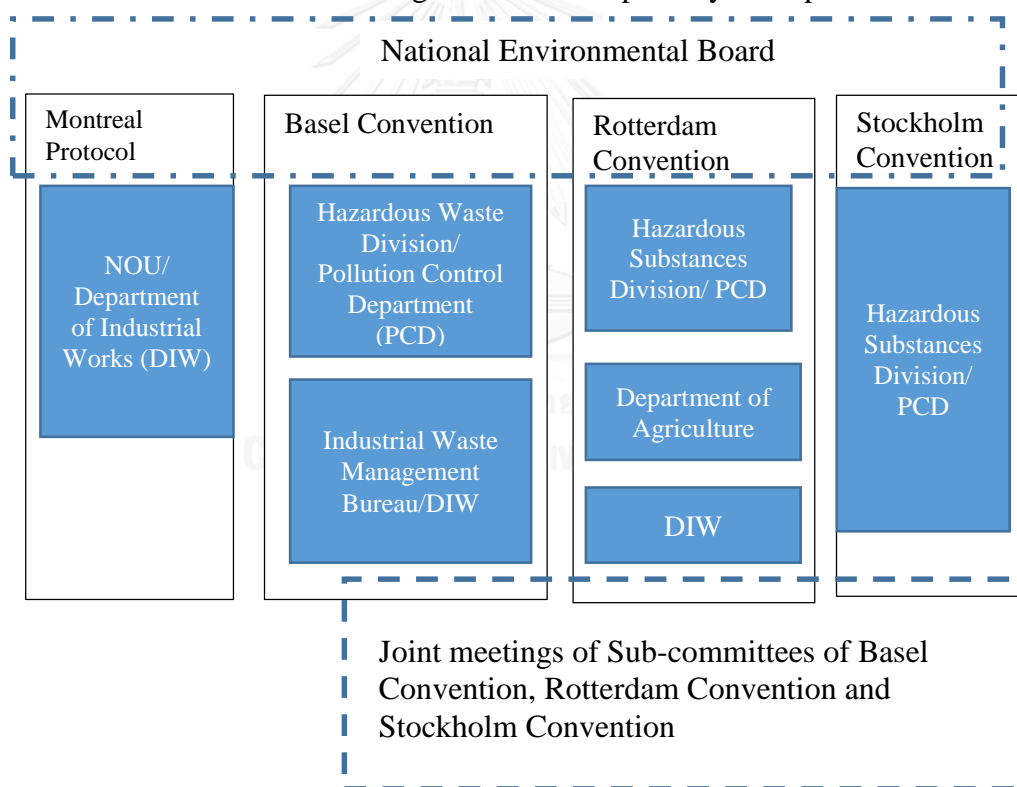 National Environmental Board
Montreal
Protocol
Basel Convention
Rotterdam
Convention
Stockholm
Convention
NOU/
Department
of Industrial
Works (DIW)
Hazardous Waste
Division/
Pollution Control
Department
(PCD)
Industrial Waste
Management
Bureau/DIW
Hazardous
Substances
Division/ PCD
Department of
Agriculture
DIW
Hazardous
Substances
Division/
PCD
Joint meetings of Sub-committees of Basel
Convention, Rotterdam Convention and
Stockholm Convention